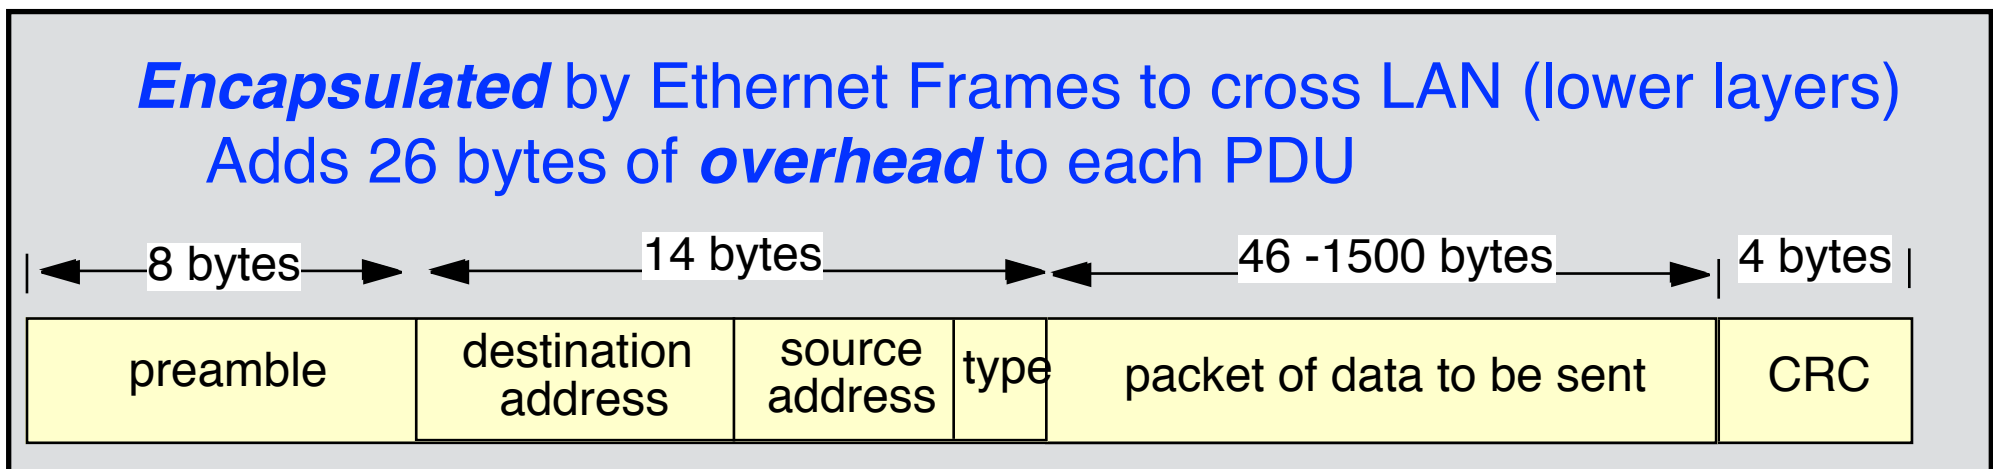 Encapsulated by Ethernet Frames to cross LAN (lower layers)
Adds 26 bytes of overhead to each PDU
8 bytes
14 bytes
46 -1500 bytes
4 bytes
preamble
destination
address
source
address
type
packet of data to be sent
CRC